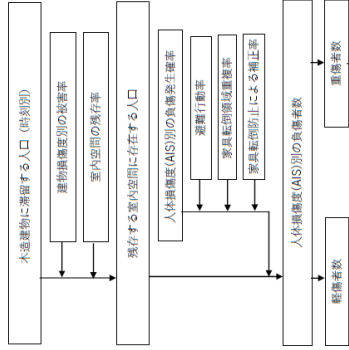 木造建物に滞留する人口（時刻別）
建物損傷度別の被害率
室内空間の残存率
残存する室内空間に存在する人口
人体損傷度(AIS)別の負傷発生確率
避難行動率
家具転倒領域重複率
家具転倒防止による補正率
人体損傷度(AIS)別の負傷者数
重傷者数
軽傷者数